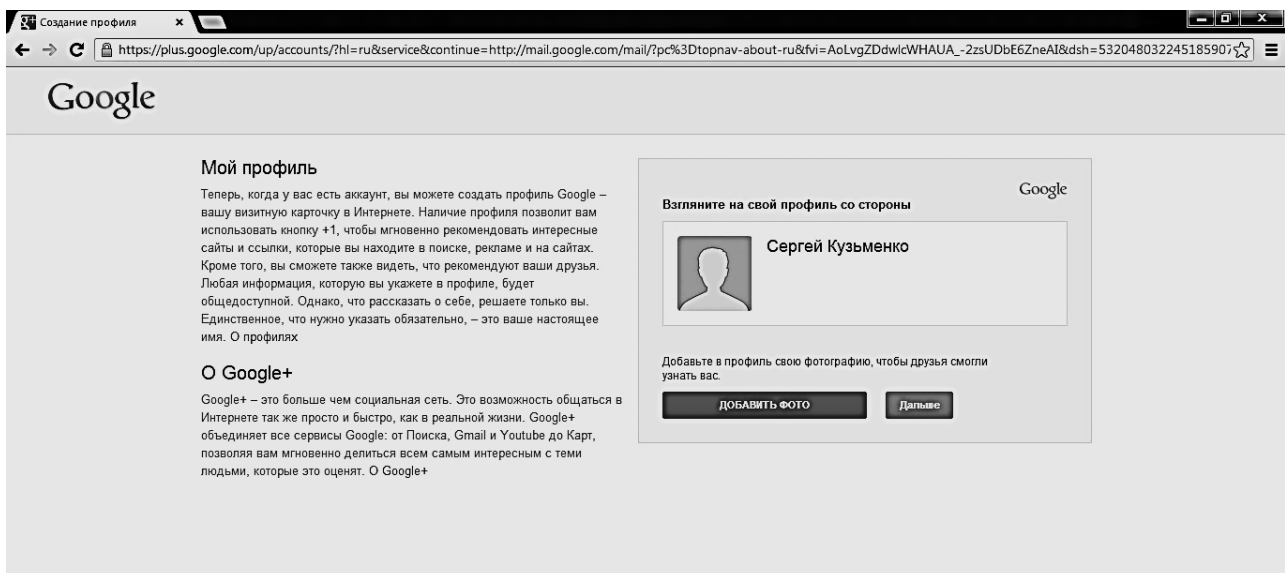 Создание профиля
https://plus.google.com/up/accounts/?hl=ru&service&continue=http://mail.google.com/mail/?pc%3Dtopnav-about-ru&fvi=AoLvgZDdwlcWHAUA_-2zsUDbE6ZneAI&dsh=532048032245185907
Google
Мой профиль
Теперь, когда у вас есть аккаунт, вы можете создать профиль Google –
вашу визитную карточку в Интернете. Наличие профиля позволит вам
использовать кнопку +1, чтобы мгновенно рекомендовать интересные
сайты и ссылки, которые вы находите в поиске, рекламе и на сайтах.
Кроме того, вы сможете также видеть, что рекомендуют ваши друзья.
Любая информация, которую вы укажете в профиле, будет
общедоступной. Однако, что рассказать о себе, решаете только вы.
Единственное, что нужно указать обязательно, – это ваше настоящее
имя. О профилях
О Google+
Google+ – это больше чем социальная сеть. Это возможность общаться в
Интернете так же просто и быстро, как в реальной жизни. Google+
объединяет все сервисы Google: от Поиска, Gmail и Youtube до Карт,
позволяя вам мгновенно делиться всем самым интересным с теми
людьми, которые это оценят. О Google+
Google
Взгляните на свой профиль со стороны
Сергей Кузьменко
Добавьте в профиль свою фотографию, чтобы друзья смогли
узнать вас.
ДОБАВИТЬ ФОТО
Дальше